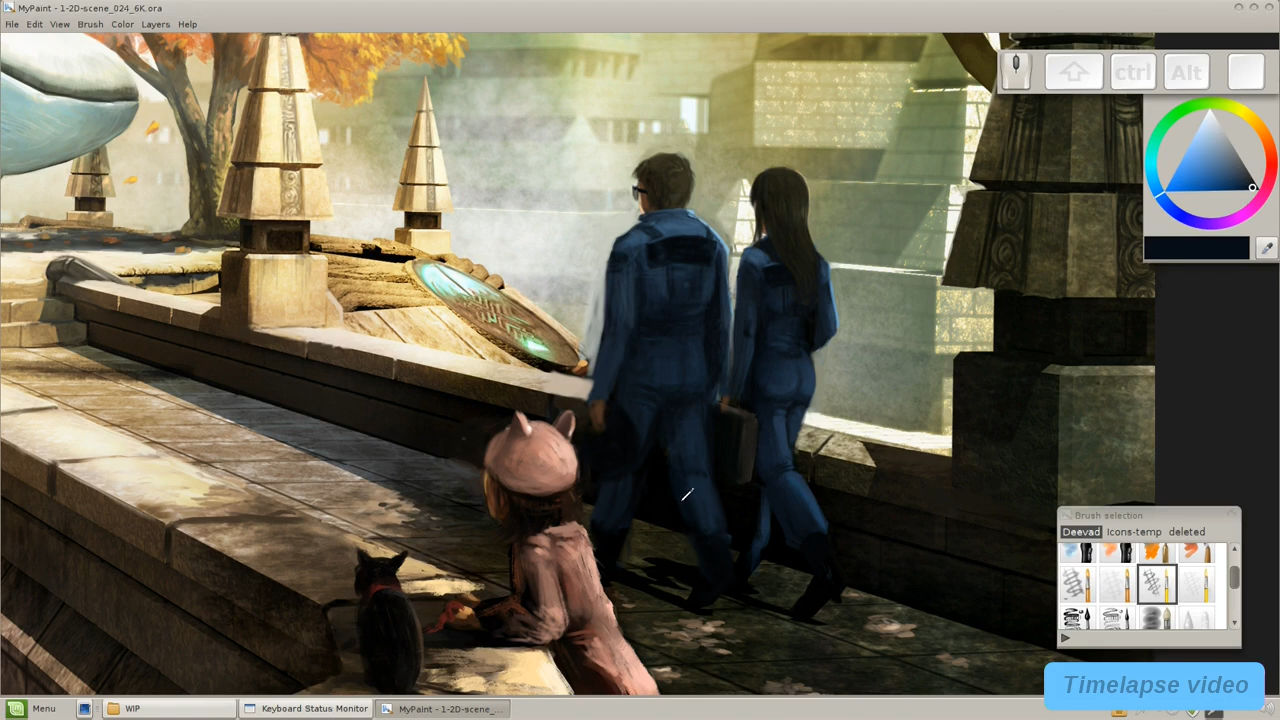 MyPaint - 1-2D-scene_024_6K.ora
File Edit View Brush Color Layers Help
ctrl Alt
Brush selection
Deevad Icons-temp deleted
Timelapse video
Menu WIP Keyboard Status Monitor MyPaint - 1-2D-scene_...